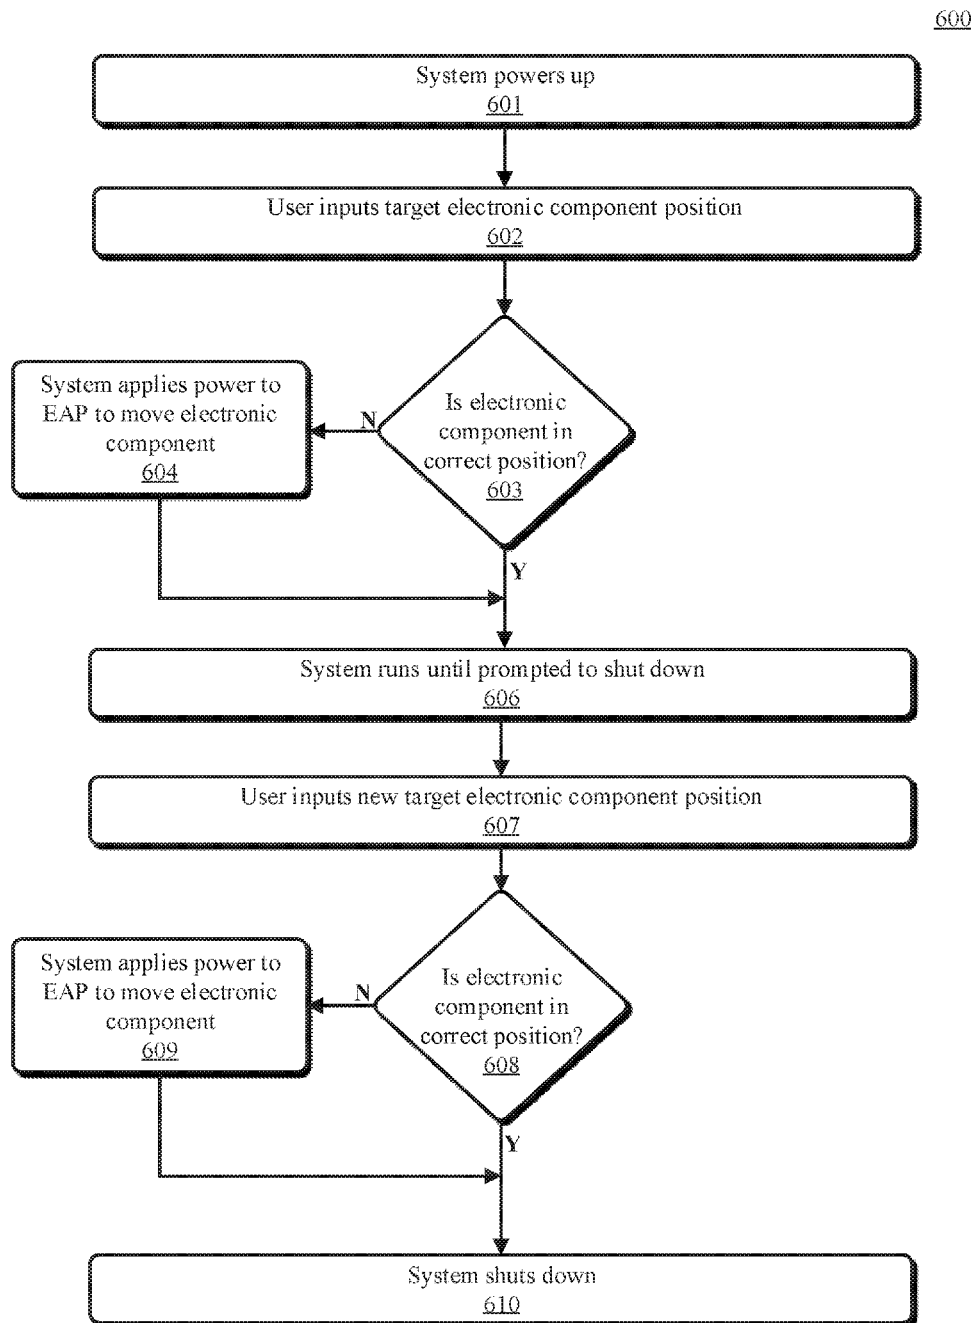 600
System powers up
601
User inputs target electronic component position
602
Is electronic
component in
correct position?
603
N
Y
System applies power to
EAP to move electronic
component
604
System runs until prompted to shut down
606
User inputs new target electronic component position
607
Is electronic
component in
correct position?
608
N
Y
System applies power to
EAP to move electronic
component
609
System shuts down
610